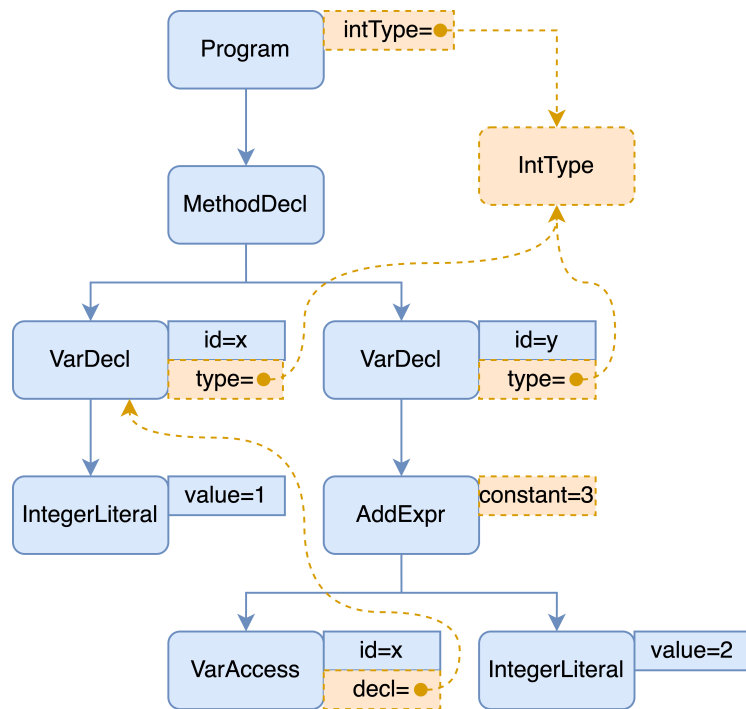 Program
intType=
IntType
MethodDecl
VarDecl
id=x
type=
VarDecl
id=y
type=
IntegerLiteral
value=1
AddExpr
constant=3
VarAccess
id=x
decl=
IntegerLiteral
value=2